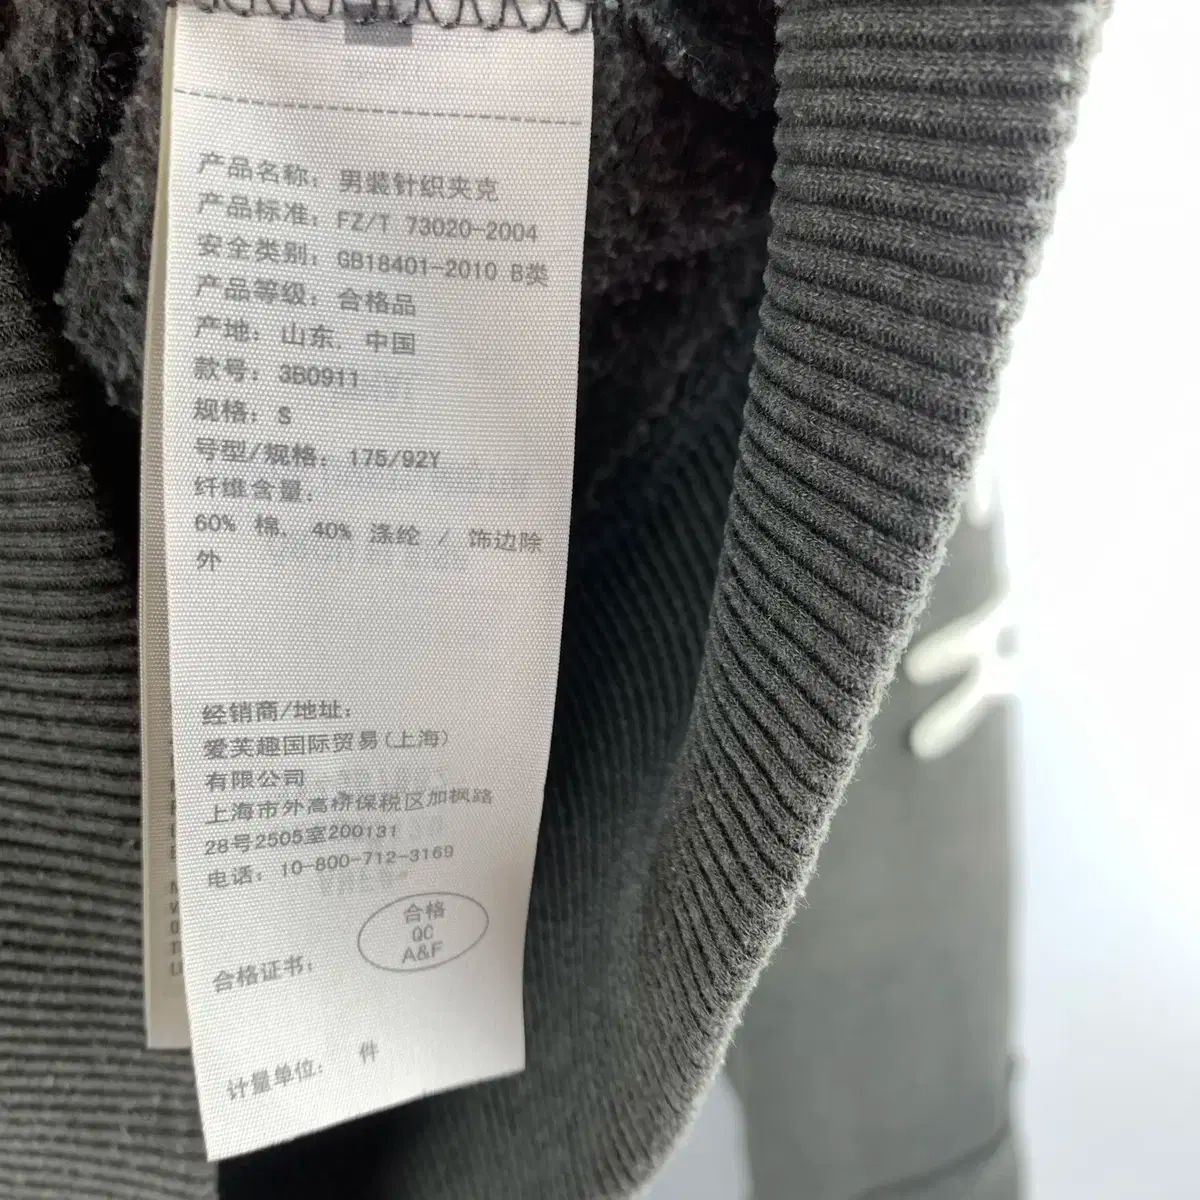 产品名称：男装针织夹克
产品标准：FZ/T 73020-2004
安全类别：GB18401-2010 B类
产品等级：合格品
产地：山东，中国
款号：3B0911
规格：S
号型/规格：175/92Y
纤维含量：
60% 棉，40% 涤纶 / 饰边除
外
经销商/地址：
爱芙趣国际贸易(上海)
有限公司
上海市外高桥保税区加枫路
28号2505室200131
电话：10-800-712-3169
合格
QC
A&F
合格证书：
计量单位：件